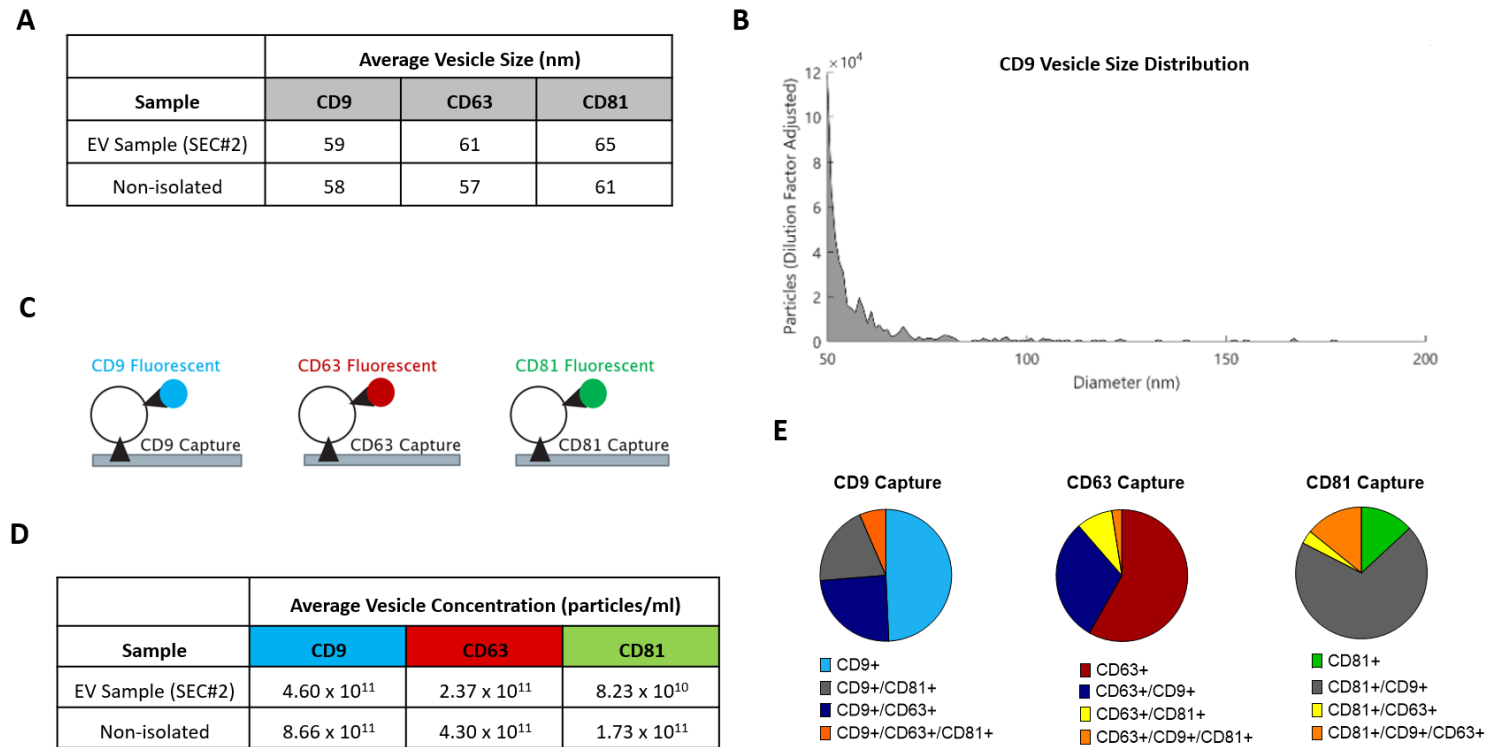 A
Average Vesicle Size (nm)
Sample CD9 CD63 CD81
EV Sample (SEC#2) 59 61 65
Non-isolated 58 57 61
B
CD9 Vesicle Size Distribution
×10⁴
12
10
8
6
4
2
0
50 100 150 200
Particles (Dilution Factor Adjusted)
Diameter (nm)
C
CD9 Fluorescent
CD9 Capture
CD63 Fluorescent
CD63 Capture
CD81 Fluorescent
CD81 Capture
D
Average Vesicle Concentration (particles/ml)
Sample CD9 CD63 CD81
EV Sample (SEC#2) 4.60 x 10¹¹ 2.37 x 10¹¹ 8.23 x 10¹⁰
Non-isolated 8.66 x 10¹¹ 4.30 x 10¹¹ 1.73 x 10¹¹
E
CD9 Capture
CD9+
CD9+/CD81+
CD9+/CD63+
CD9+/CD63+/CD81+
CD63 Capture
CD63+
CD63+/CD9+
CD63+/CD81+
CD63+/CD9+/CD81+
CD81 Capture
CD81+
CD81+/CD9+
CD81+/CD63+
CD81+/CD9+/CD63+